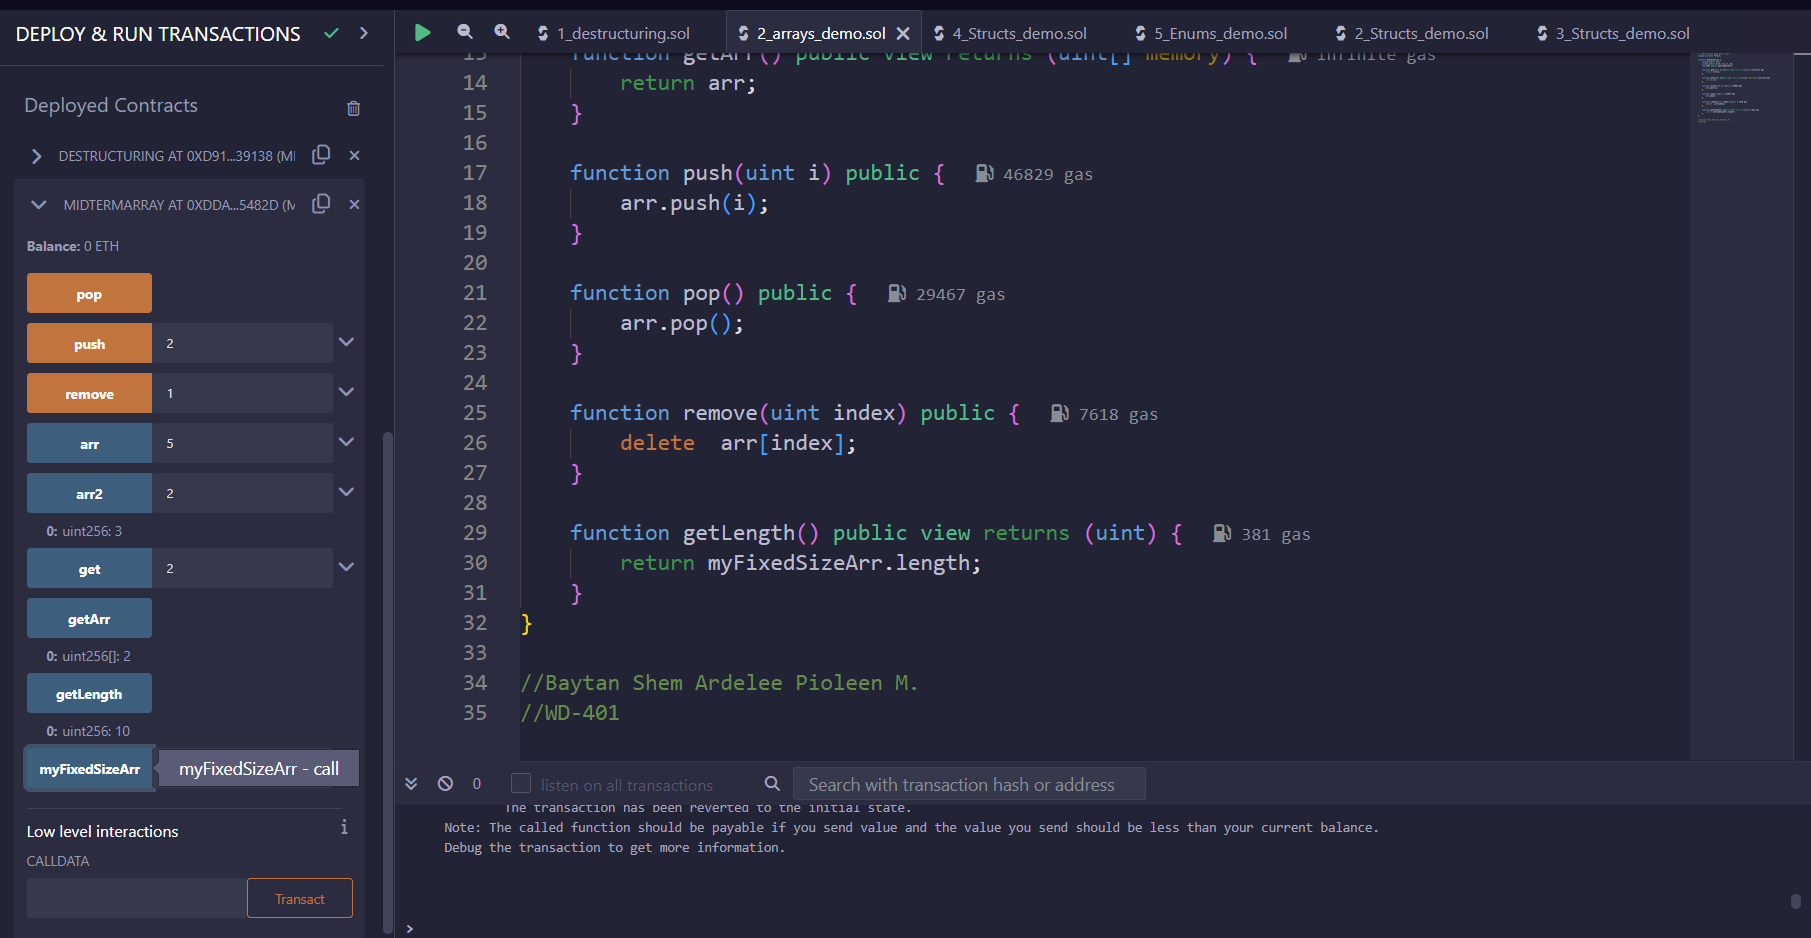 DEPLOY & RUN TRANSACTIONS
Deployed Contracts
DESTRUCTURING AT 0XD91...39138 (MI
MIDTERMARRAY AT 0XDDA...5482D (M
Balance: 0 ETH
pop
push 2
remove 1
arr 5
arr2 2
0: uint256: 3
get 2
getArr
0: uint256[]: 2
getLength
0: uint256: 10
myFixedSizeArr myFixedSizeArr - call
Low level interactions i
CALLDATA
Transact
1_destructuring.sol 2_arrays_demo.sol 4_Structs_demo.sol 5_Enums_demo.sol 2_Structs_demo.sol 3_Structs_demo.sol
13 function getArr() public view returns (uint[] memory) { infinite gas
14 return arr;
15 }
16
17 function push(uint i) public { 46829 gas
18 arr.push(i);
19 }
20
21 function pop() public { 29467 gas
22 arr.pop();
23 }
24
25 function remove(uint index) public { 7618 gas
26 delete  arr[index];
27 }
28
29 function getLength() public view returns (uint) { 381 gas
30 return myFixedSizeArr.length;
31 }
32 }
33
34 //Baytan Shem Ardelee Pioleen M.
35 //WD-401
0 listen on all transactions Search with transaction hash or address
The transaction has been reverted to the initial state.
Note: The called function should be payable if you send value and the value you send should be less than your current balance.
Debug the transaction to get more information.
>